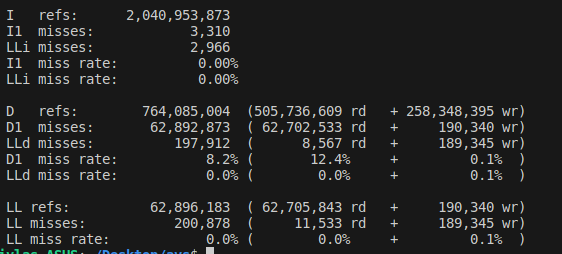 I   refs:      2,040,953,873
I1  misses:            3,310
LLi misses:            2,966
I1  miss rate:          0.00%
LLi miss rate:          0.00%

D   refs:        764,085,004  (505,736,609 rd   + 258,348,395 wr)
D1  misses:       62,892,873  ( 62,702,533 rd   +     190,340 wr)
LLd misses:          197,912  (      8,567 rd   +     189,345 wr)
D1  miss rate:           8.2% (       12.4%     +         0.1%  )
LLd miss rate:           0.0% (        0.0%     +         0.1%  )

LL refs:          62,896,183  ( 62,705,843 rd   +     190,340 wr)
LL misses:           200,878  (     11,533 rd   +     189,345 wr)
LL miss rate:            0.0% (        0.0%     +         0.1%  )